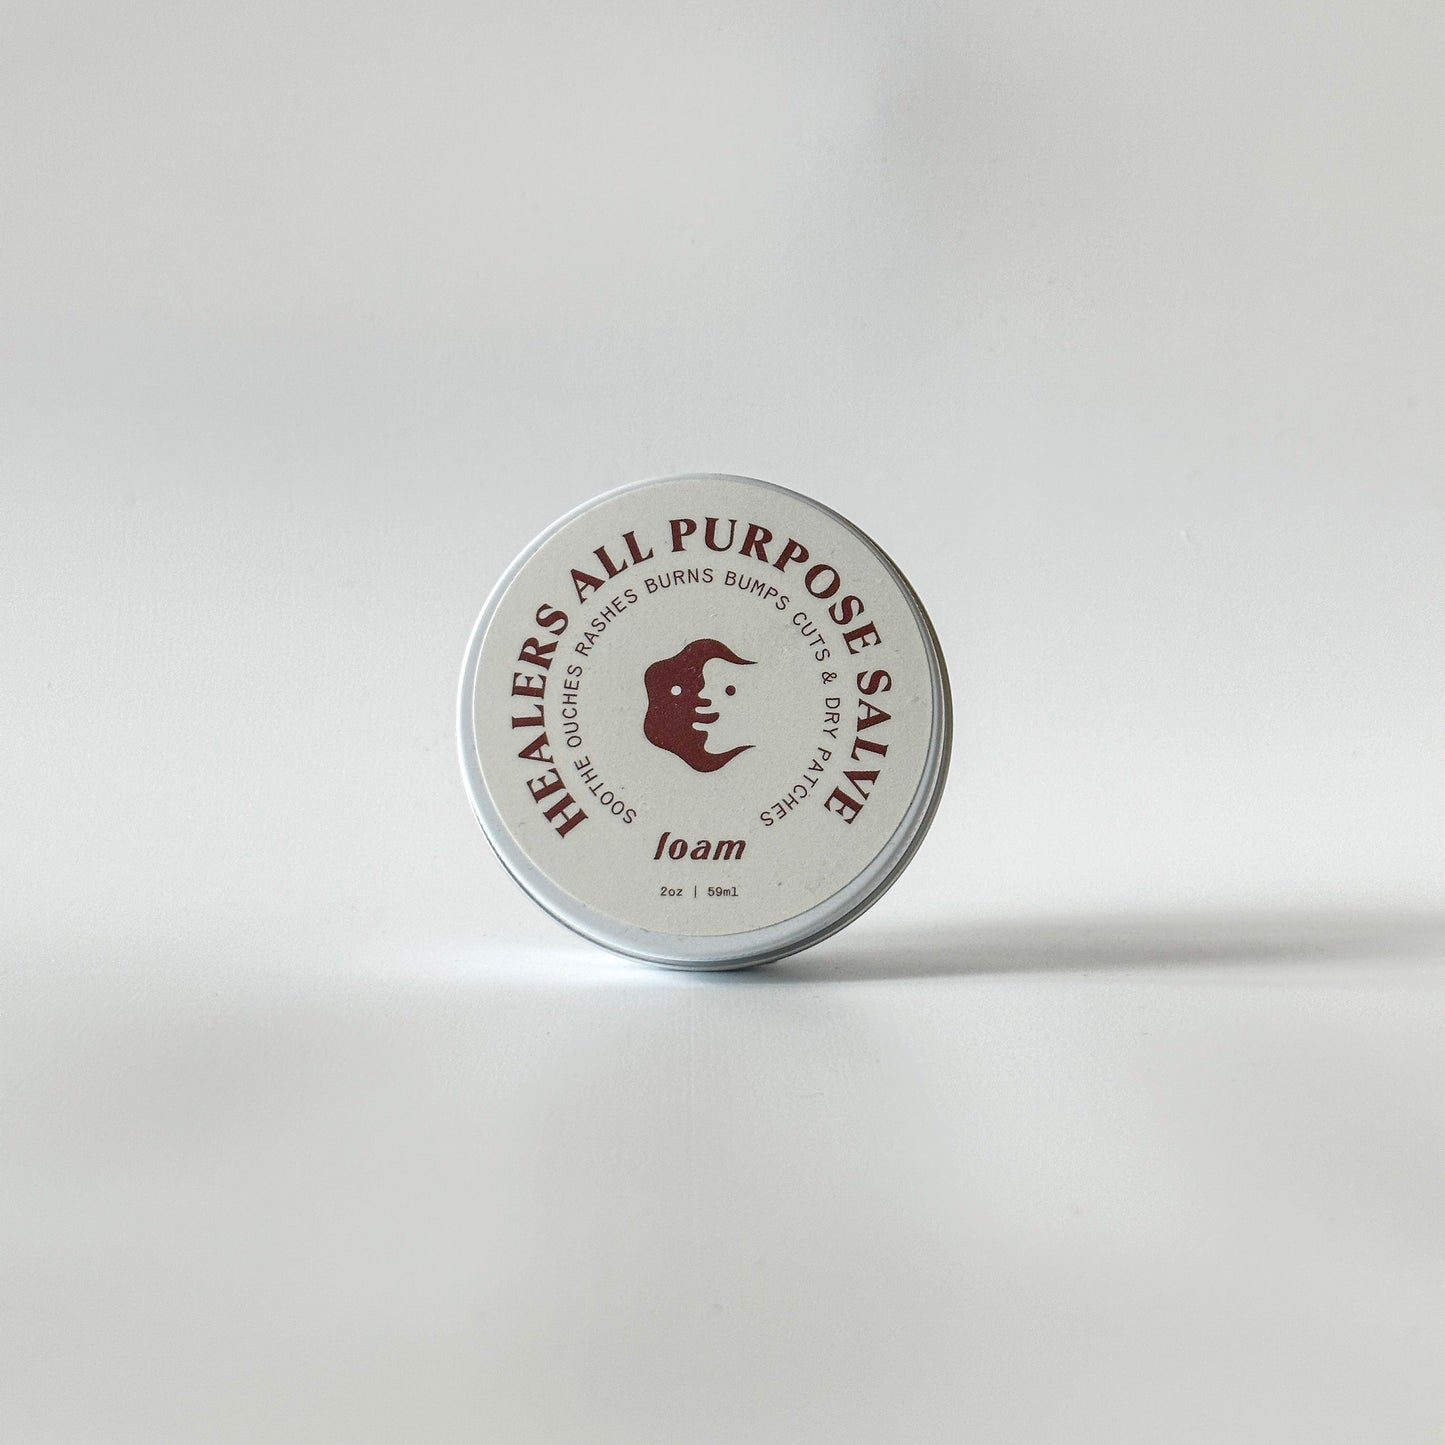 HEALERS ALL PURPOSE SALVE
SOOTHE OUCHES RASHES BURNS BUMPS CUTS & DRY PATCHES
loam
2oz | 59ml